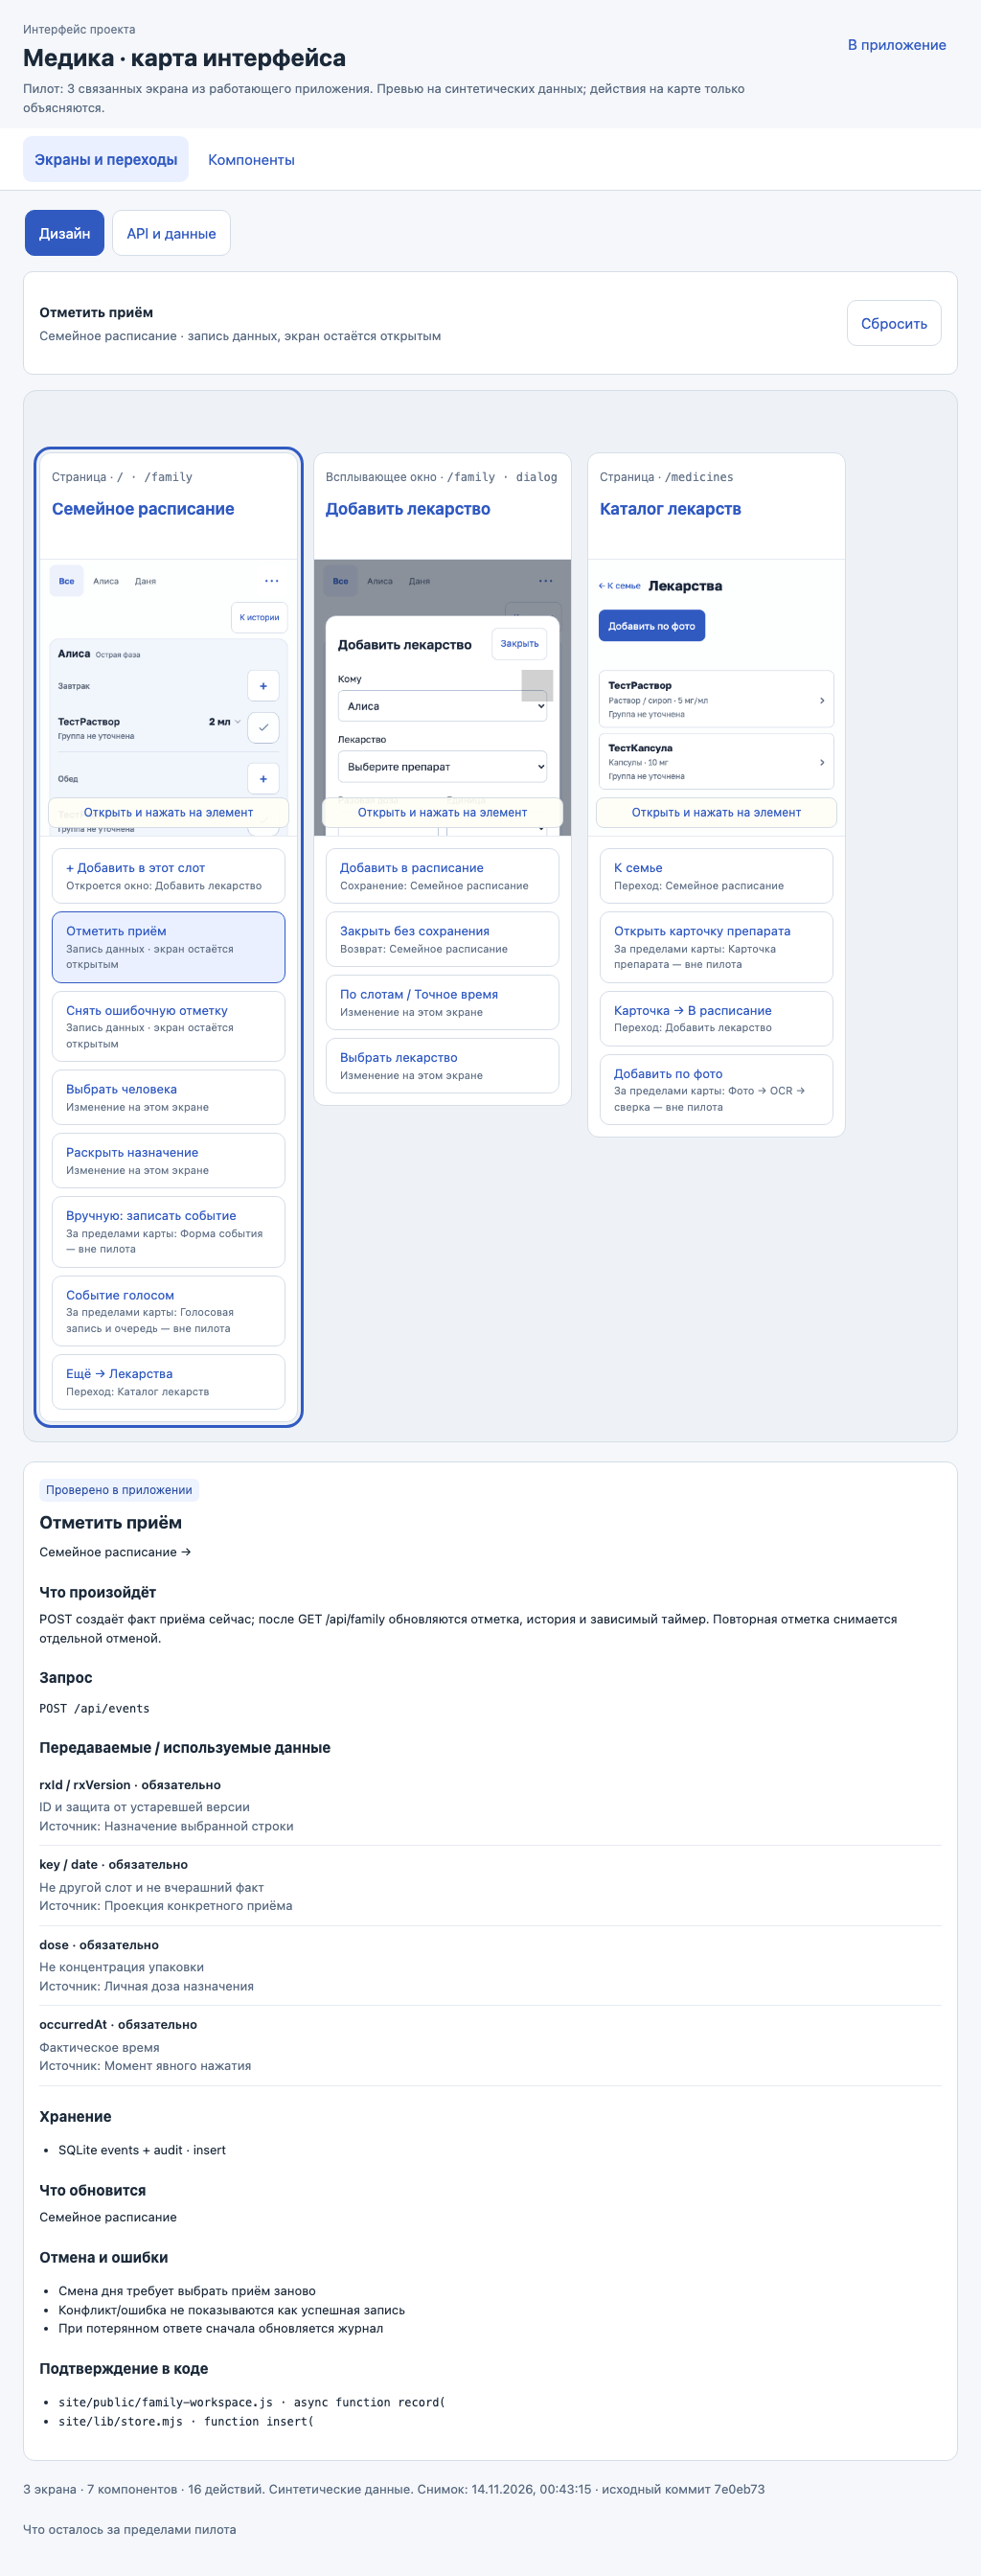 Интерфейс проекта
Медика · карта интерфейса
В приложение
Пилот: 3 связанных экрана из работающего приложения. Превью на синтетических данных; действия на карте только
объясняются.
Экраны и переходы
Компоненты
Дизайн
API и данные
Отметить приём
Семейное расписание · запись данных, экран остаётся открытым
Сбросить
Страница · / · /family
Семейное расписание
Все
Алиса
Даня
К истории
Алиса Острая фаза
Завтрак
+
ТестРаствор
2 мл
Группа не уточнена
Обед
+
Открыть и нажать на элемент
Группа не уточнена
+ Добавить в этот слот
Откроется окно: Добавить лекарство
Отметить приём
Запись данных · экран остаётся
открытым
Снять ошибочную отметку
Запись данных · экран остаётся
открытым
Выбрать человека
Изменение на этом экране
Раскрыть назначение
Изменение на этом экране
Вручную: записать событие
За пределами карты: Форма события
— вне пилота
Событие голосом
За пределами карты: Голосовая
запись и очередь — вне пилота
Ещё → Лекарства
Переход: Каталог лекарств
Всплывающее окно · /family · dialog
Добавить лекарство
Все
Алиса
Даня
Добавить лекарство
Закрыть
Кому
Алиса
Лекарство
Выберите препарат
Открыть и нажать на элемент
Добавить в расписание
Сохранение: Семейное расписание
Закрыть без сохранения
Возврат: Семейное расписание
По слотам / Точное время
Изменение на этом экране
Выбрать лекарство
Изменение на этом экране
Страница · /medicines
Каталог лекарств
← К семье
Лекарства
Добавить по фото
ТестРаствор
Раствор / сироп · 5 мг/мл
Группа не уточнена
ТестКапсула
Капсулы · 10 мг
Группа не уточнена
Открыть и нажать на элемент
К семье
Переход: Семейное расписание
Открыть карточку препарата
За пределами карты: Карточка
препарата — вне пилота
Карточка → В расписание
Переход: Добавить лекарство
Добавить по фото
За пределами карты: Фото → OCR →
сверка — вне пилота
Проверено в приложении
Отметить приём
Семейное расписание →
Что произойдёт
POST создаёт факт приёма сейчас; после GET /api/family обновляются отметка, история и зависимый таймер. Повторная отметка снимается
отдельной отменой.
Запрос
POST /api/events
Передаваемые / используемые данные
rxId / rxVersion · обязательно
ID и защита от устаревшей версии
Источник: Назначение выбранной строки
key / date · обязательно
Не другой слот и не вчерашний факт
Источник: Проекция конкретного приёма
dose · обязательно
Не концентрация упаковки
Источник: Личная доза назначения
occurredAt · обязательно
Фактическое время
Источник: Момент явного нажатия
Хранение
• SQLite events + audit · insert
Что обновится
Семейное расписание
Отмена и ошибки
• Смена дня требует выбрать приём заново
• Конфликт/ошибка не показываются как успешная запись
• При потерянном ответе сначала обновляется журнал
Подтверждение в коде
• site/public/family-workspace.js · async function record(
• site/lib/store.mjs · function insert(
3 экрана · 7 компонентов · 16 действий. Синтетические данные. Снимок: 14.11.2026, 00:43:15 · исходный коммит 7e0eb73
Что осталось за пределами пилота